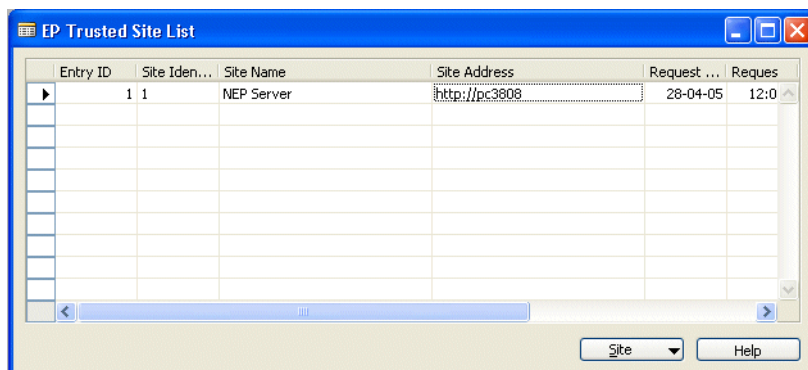 EP Trusted Site List
Entry ID Site Iden... Site Name Site Address Request ... Reques
1 1 NEP Server http://pc3808 28-04-05 12:0
Site Help